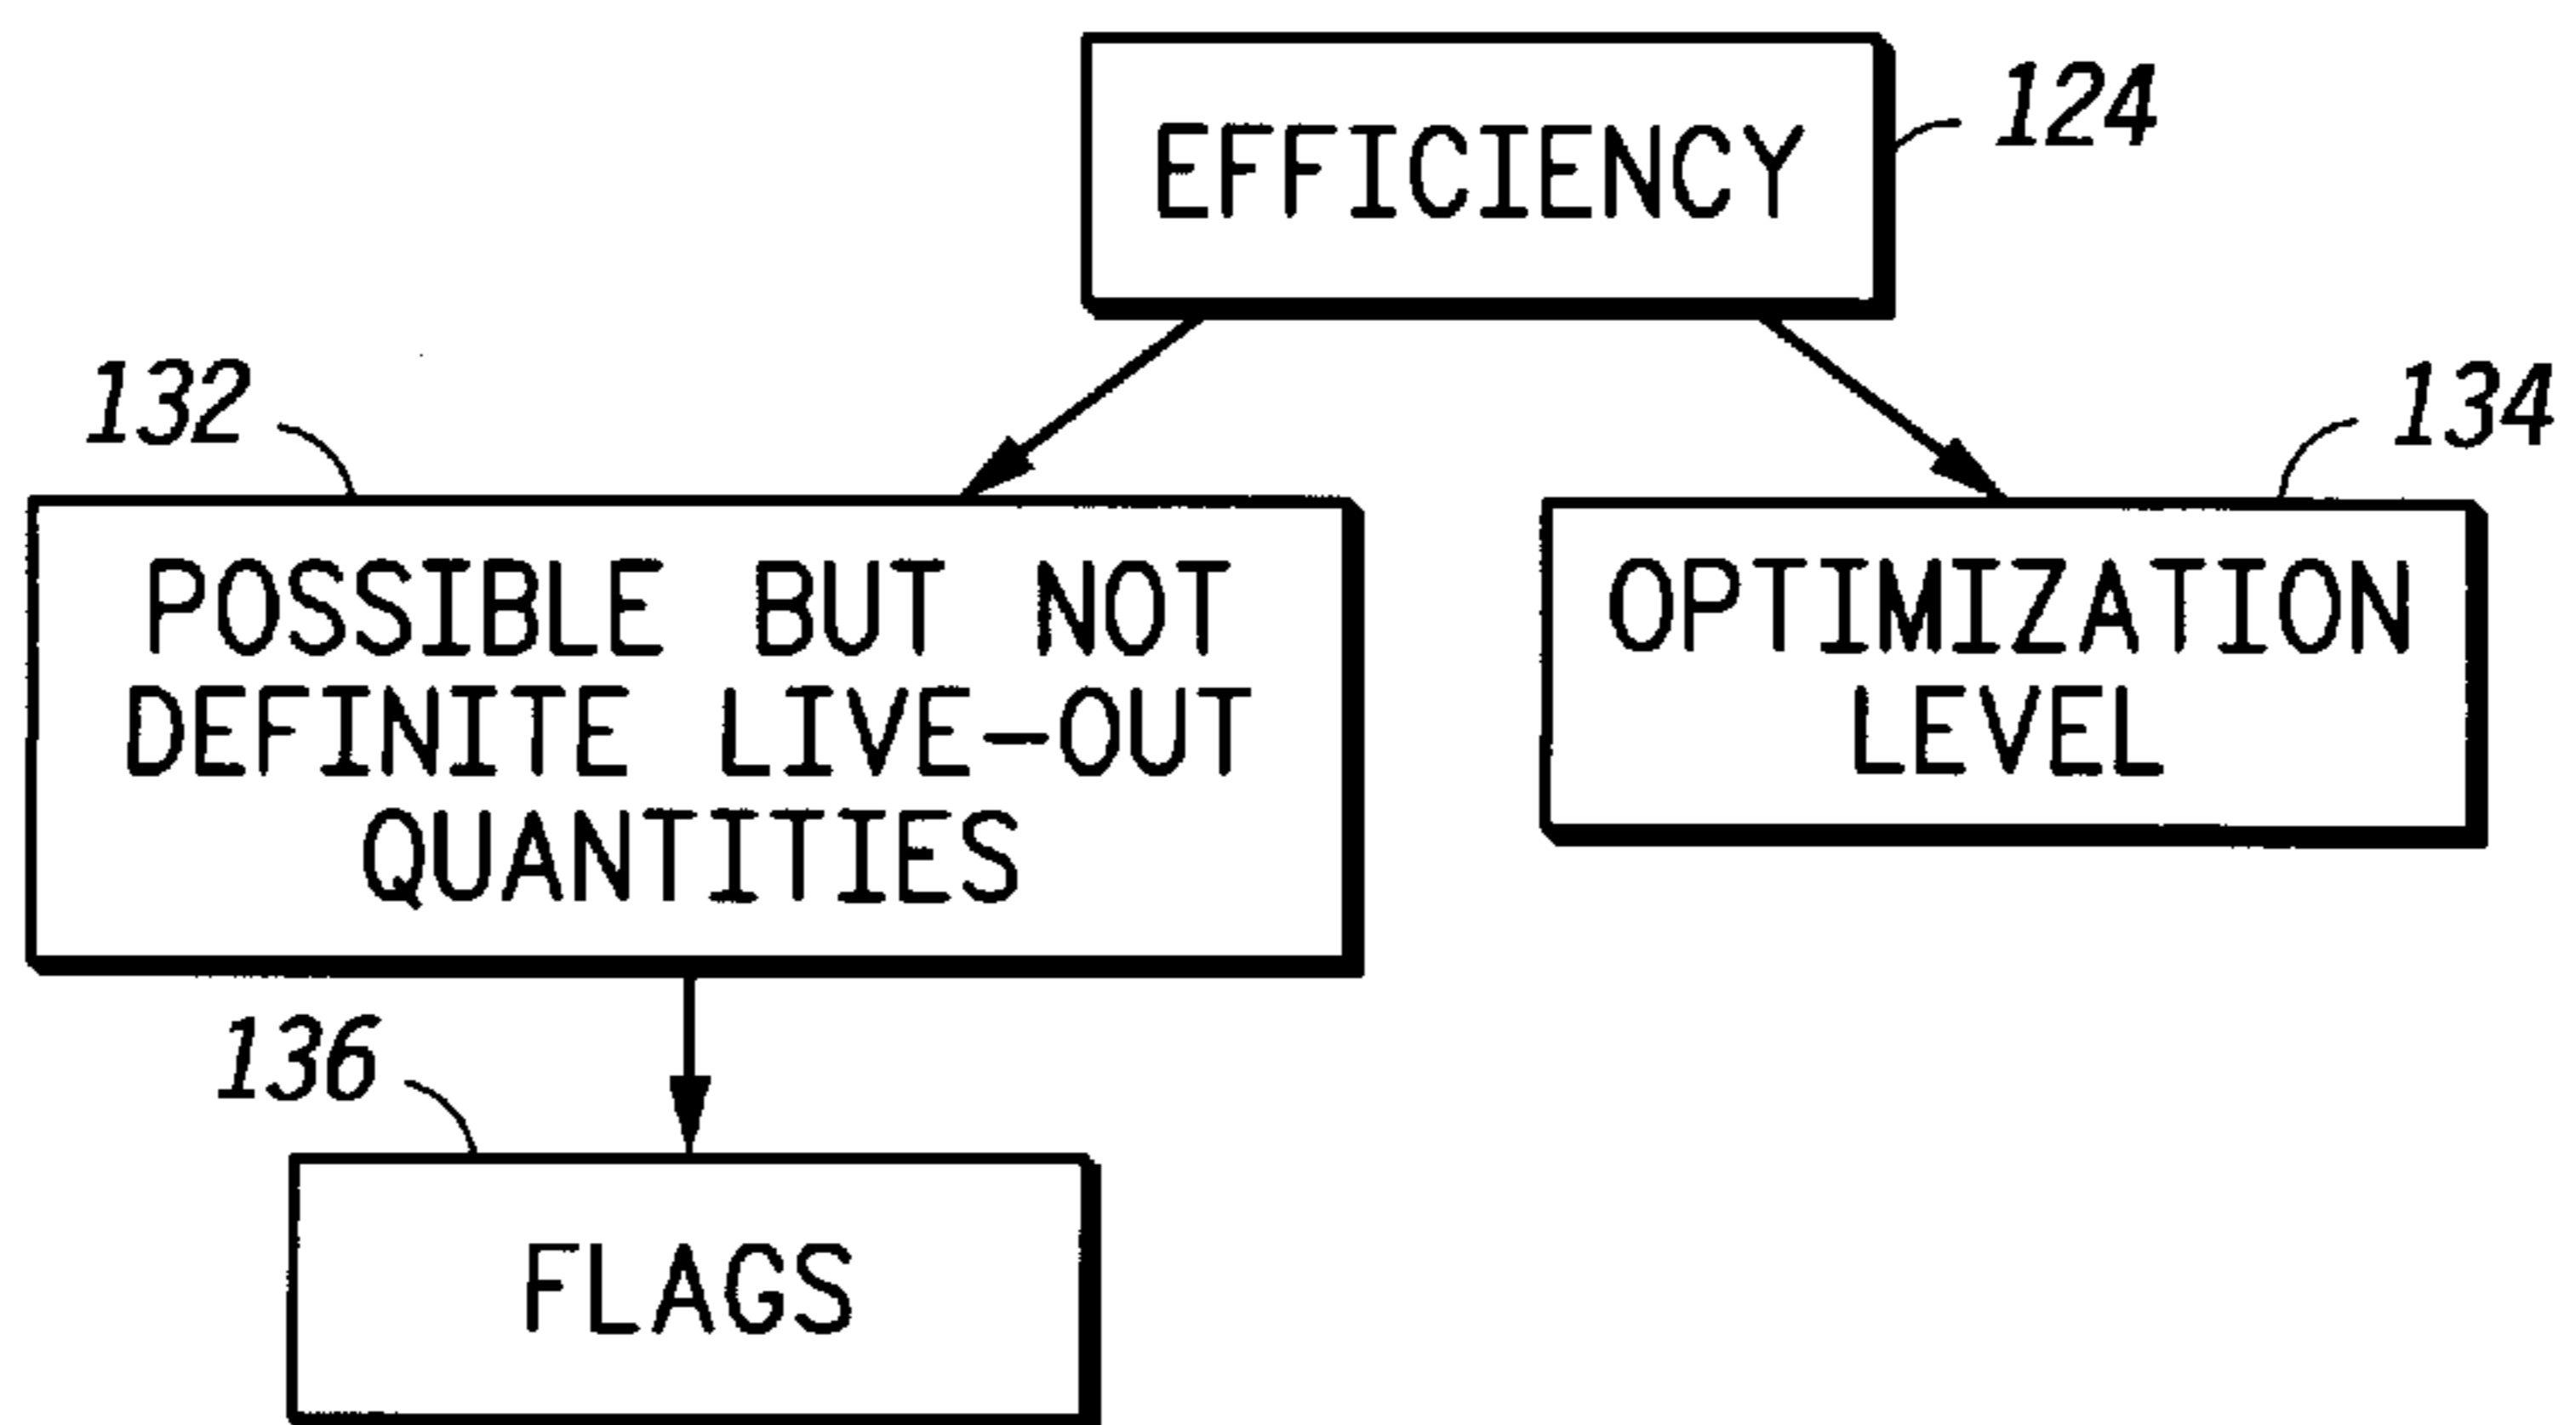 EFFICIENCY
124
132
134
POSSIBLE BUT NOT
DEFINITE LIVE-OUT
QUANTITIES
OPTIMIZATION
LEVEL
136
FLAGS